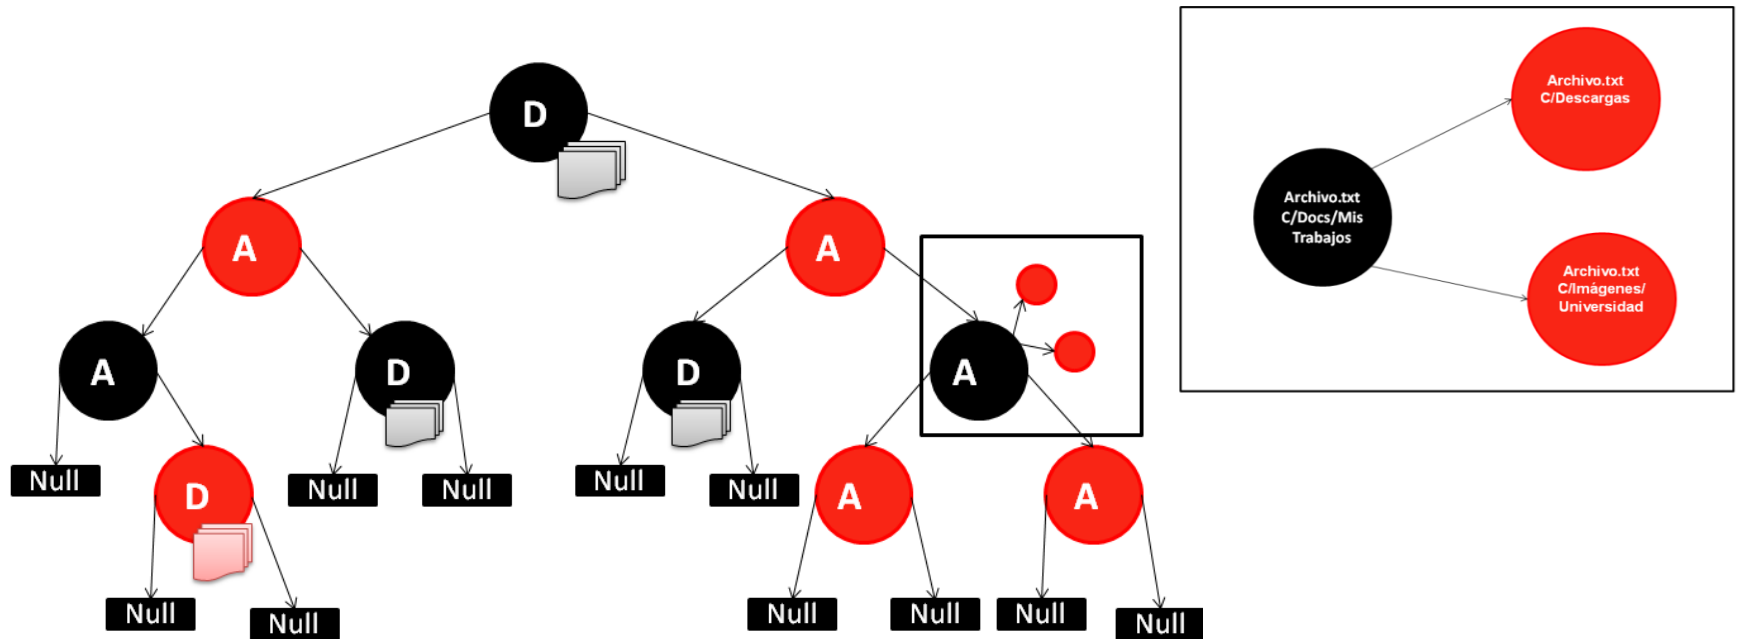 D
A
A
A
D
D
A
Null
D
Null
Null
Null
Null
A
A
Null
Null
Null
Null
Null
Null
Archivo.txt
C/Descargas
Archivo.txt
C/Docs/Mis
Trabajos
Archivo.txt
C/Imágenes/
Universidad